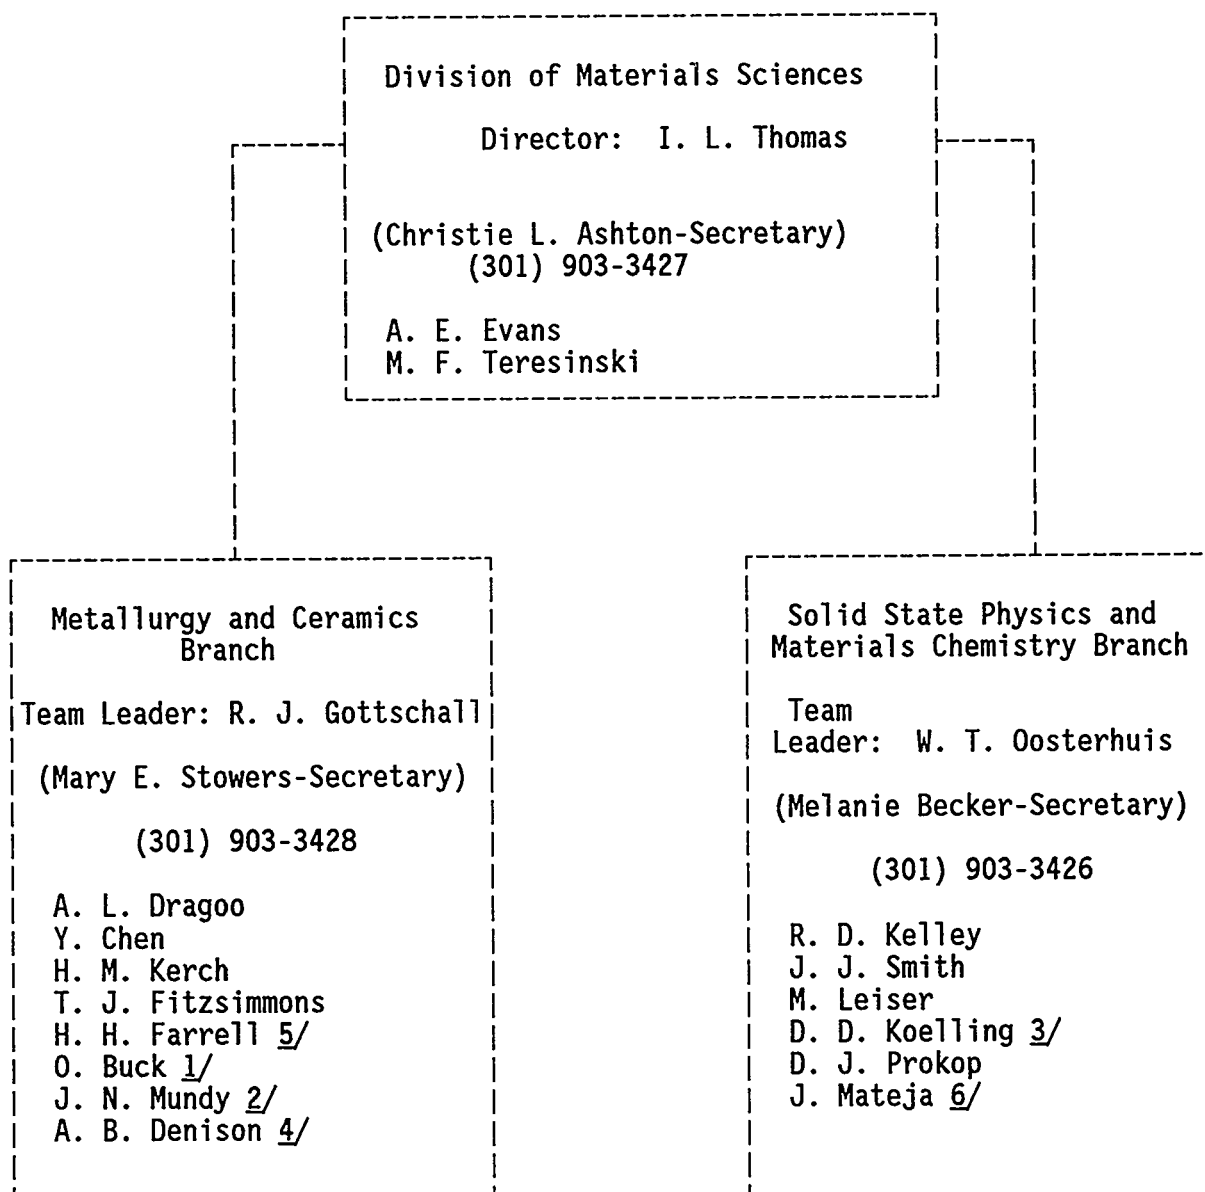 Division of Materials Sciences
Director: I. L. Thomas
(Christie L. Ashton-Secretary)
(301) 903-3427
A. E. Evans
M. F. Teresinski
Metallurgy and Ceramics
Branch
Team Leader: R. J. Gottschall
(Mary E. Stowers-Secretary)
(301) 903-3428
A. L. Dragoo
Y. Chen
H. M. Kerch
T. J. Fitzsimmons
H. H. Farrell 5/
O. Buck 1/
J. N. Mundy 2/
A. B. Denison 4/
Solid State Physics and
Materials Chemistry Branch
Team
Leader: W. T. Oosterhuis
(Melanie Becker-Secretary)
(301) 903-3426
R. D. Kelley
J. J. Smith
M. Leiser
D. D. Koelling 3/
D. J. Prokop
J. Mateja 6/